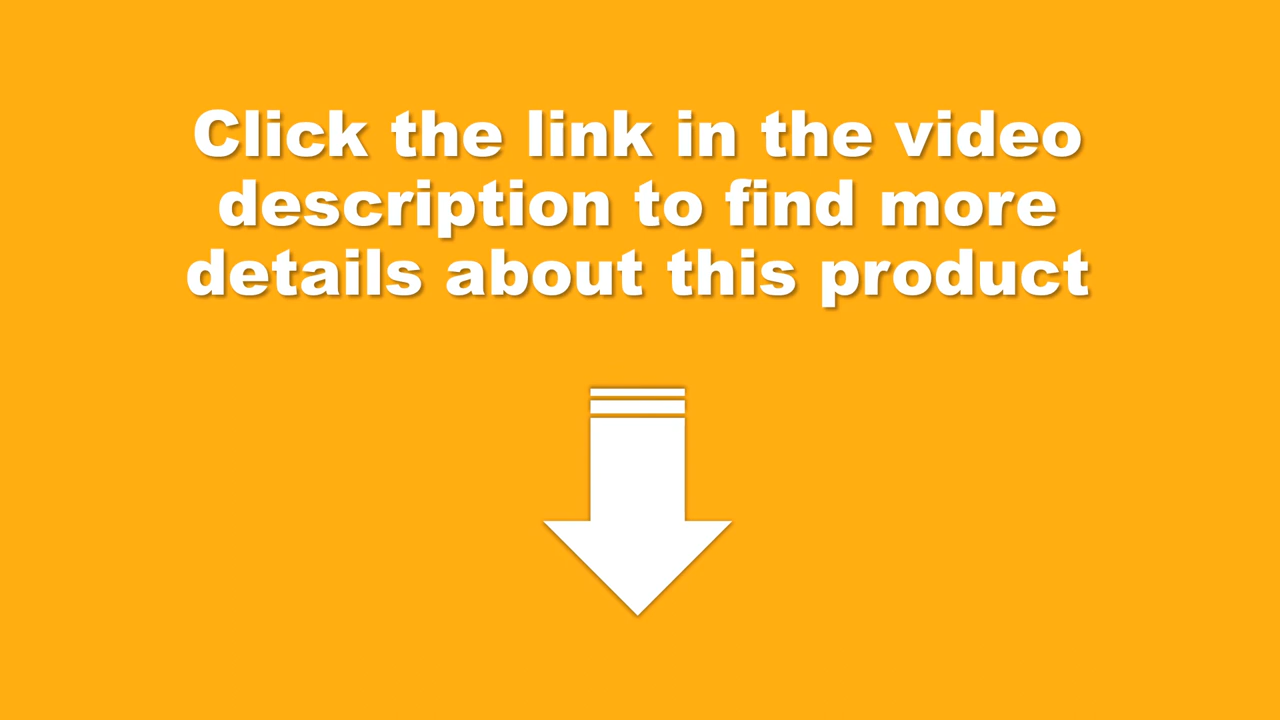 Click the link in the video
description to find more
details about this product